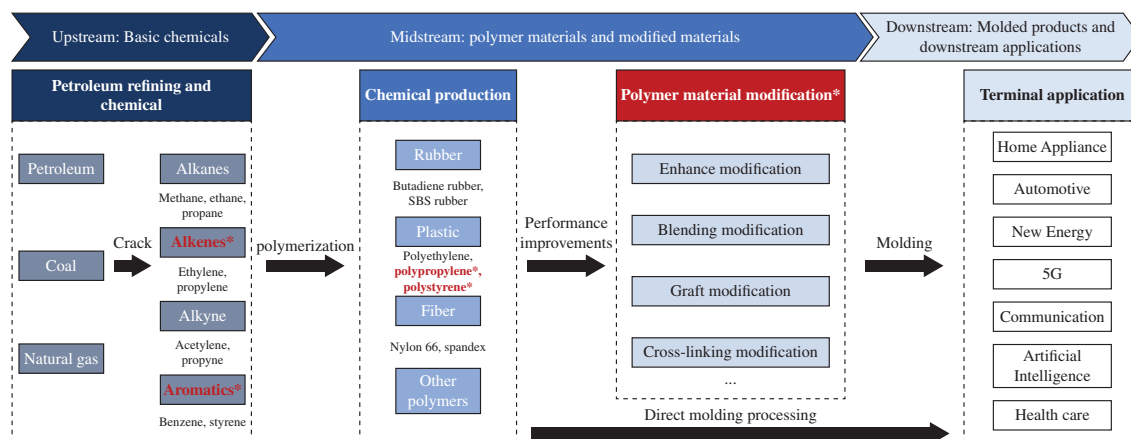 Upstream: Basic chemicals
Midstream: polymer materials and modified materials
Downstream: Molded products and
downstream applications
Petroleum refining and
chemical
Chemical production
Polymer material modification*
Terminal application
Petroleum
Coal
Natural gas
Crack
Alkanes
Methane, ethane,
propane
Alkenes*
Ethylene,
propylene
Alkyne
Acetylene,
propyne
Aromatics*
Benzene, styrene
polymerization
Rubber
Butadiene rubber,
SBS rubber
Plastic
Polyethylene,
polypropylene*,
polystyrene*
Fiber
Nylon 66, spandex
Other
polymers
Performance
improvements
Enhance modification
Blending modification
Graft modification
Cross-linking modification
...
Molding
Direct molding processing
Home Appliance
Automotive
New Energy
5G
Communication
Artificial
Intelligence
Health care